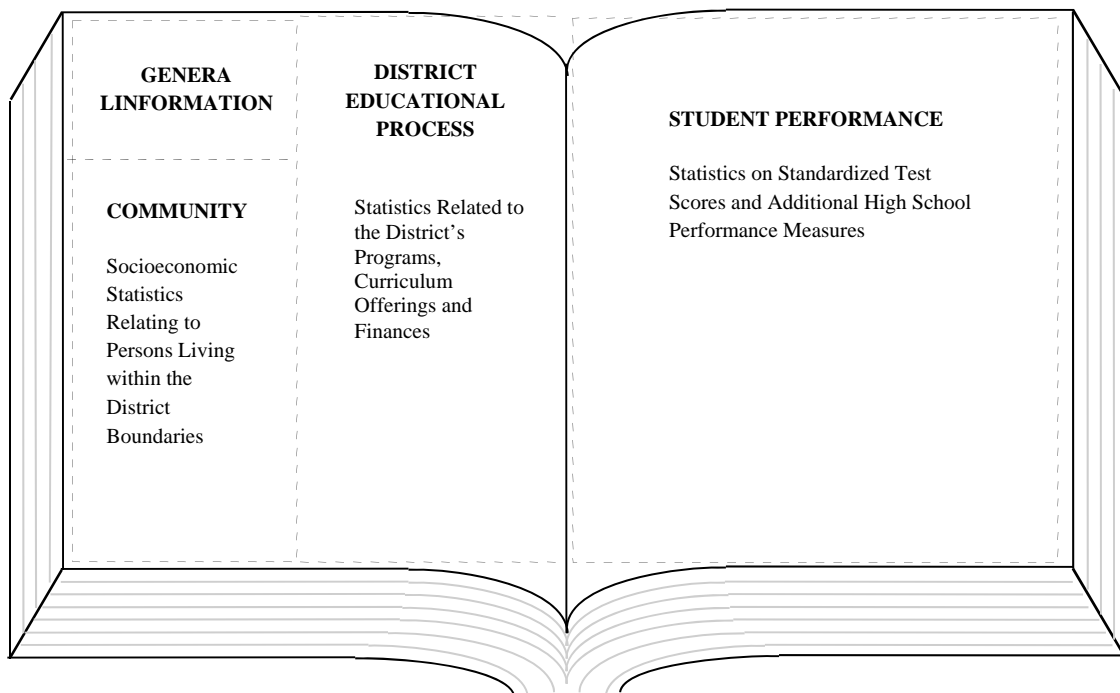 GENERA
LINFORMATION
COMMUNITY
Socioeconomic
Statistics
Relating to
Persons Living
within the
District
Boundaries
DISTRICT
EDUCATIONAL
PROCESS
Statistics Related to
the District’s
Programs,
Curriculum
Offerings and
Finances
STUDENT PERFORMANCE
Statistics on Standardized Test
Scores and Additional High School
Performance Measures